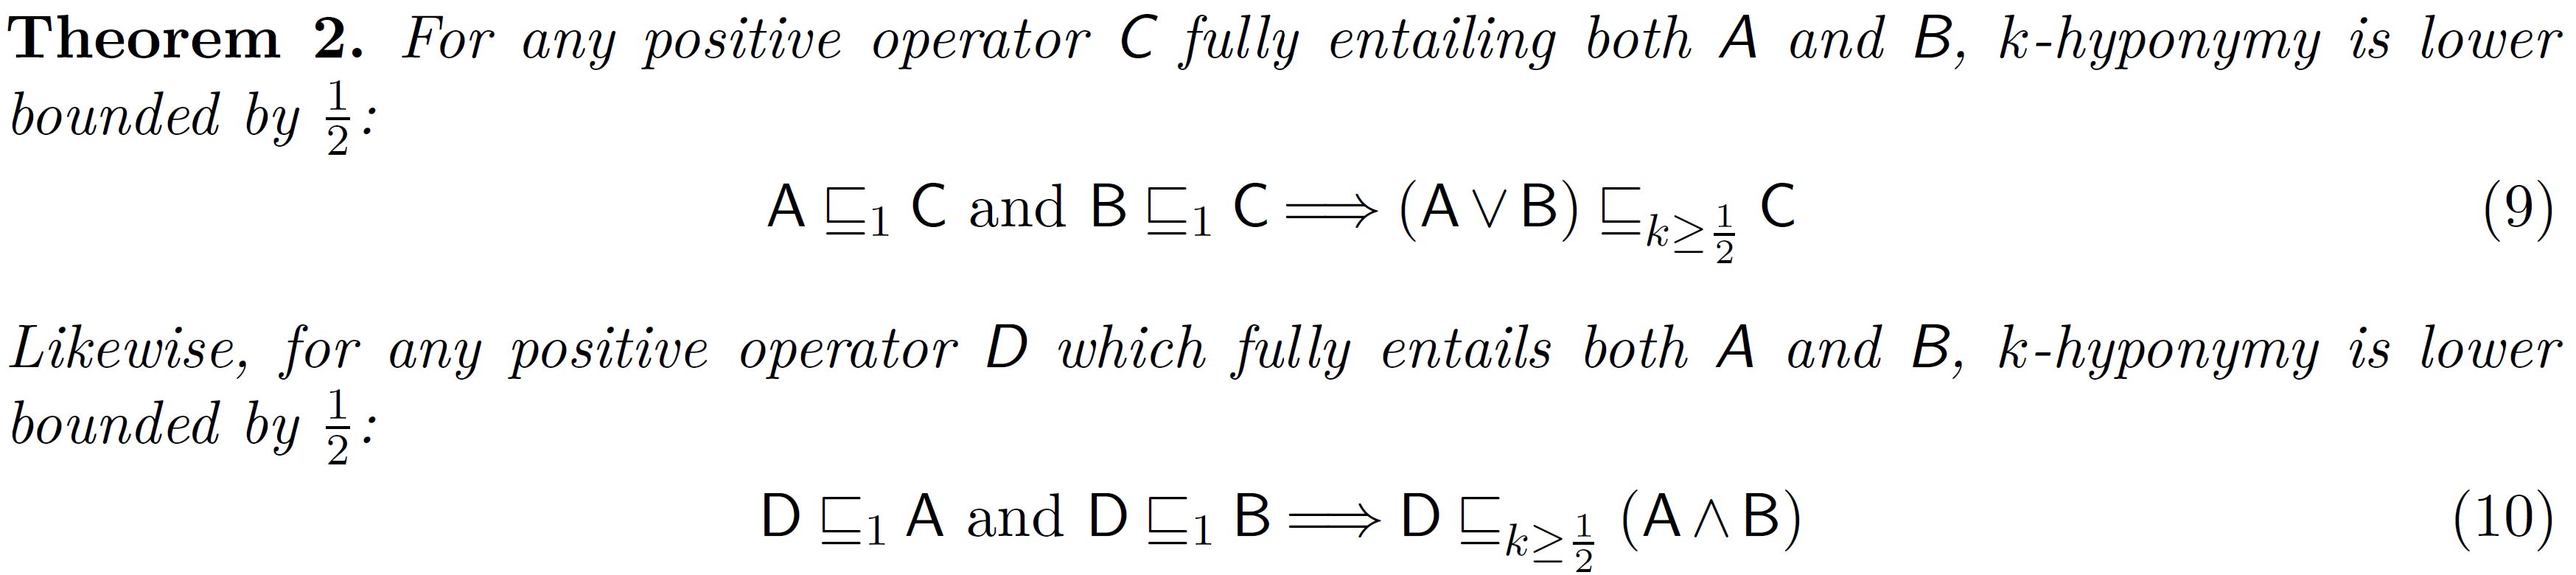 Theorem 2. For any positive operator C fully entailing both A and B, k-hyponymy is lower
bounded by 1/2:
A ⊑₁ C and B ⊑₁ C ⟹ (A ∨ B) ⊑_{k≥1/2} C (9)
Likewise, for any positive operator D which fully entails both A and B, k-hyponymy is lower
bounded by 1/2:
D ⊑₁ A and D ⊑₁ B ⟹ D ⊑_{k≥1/2} (A ∧ B) (10)